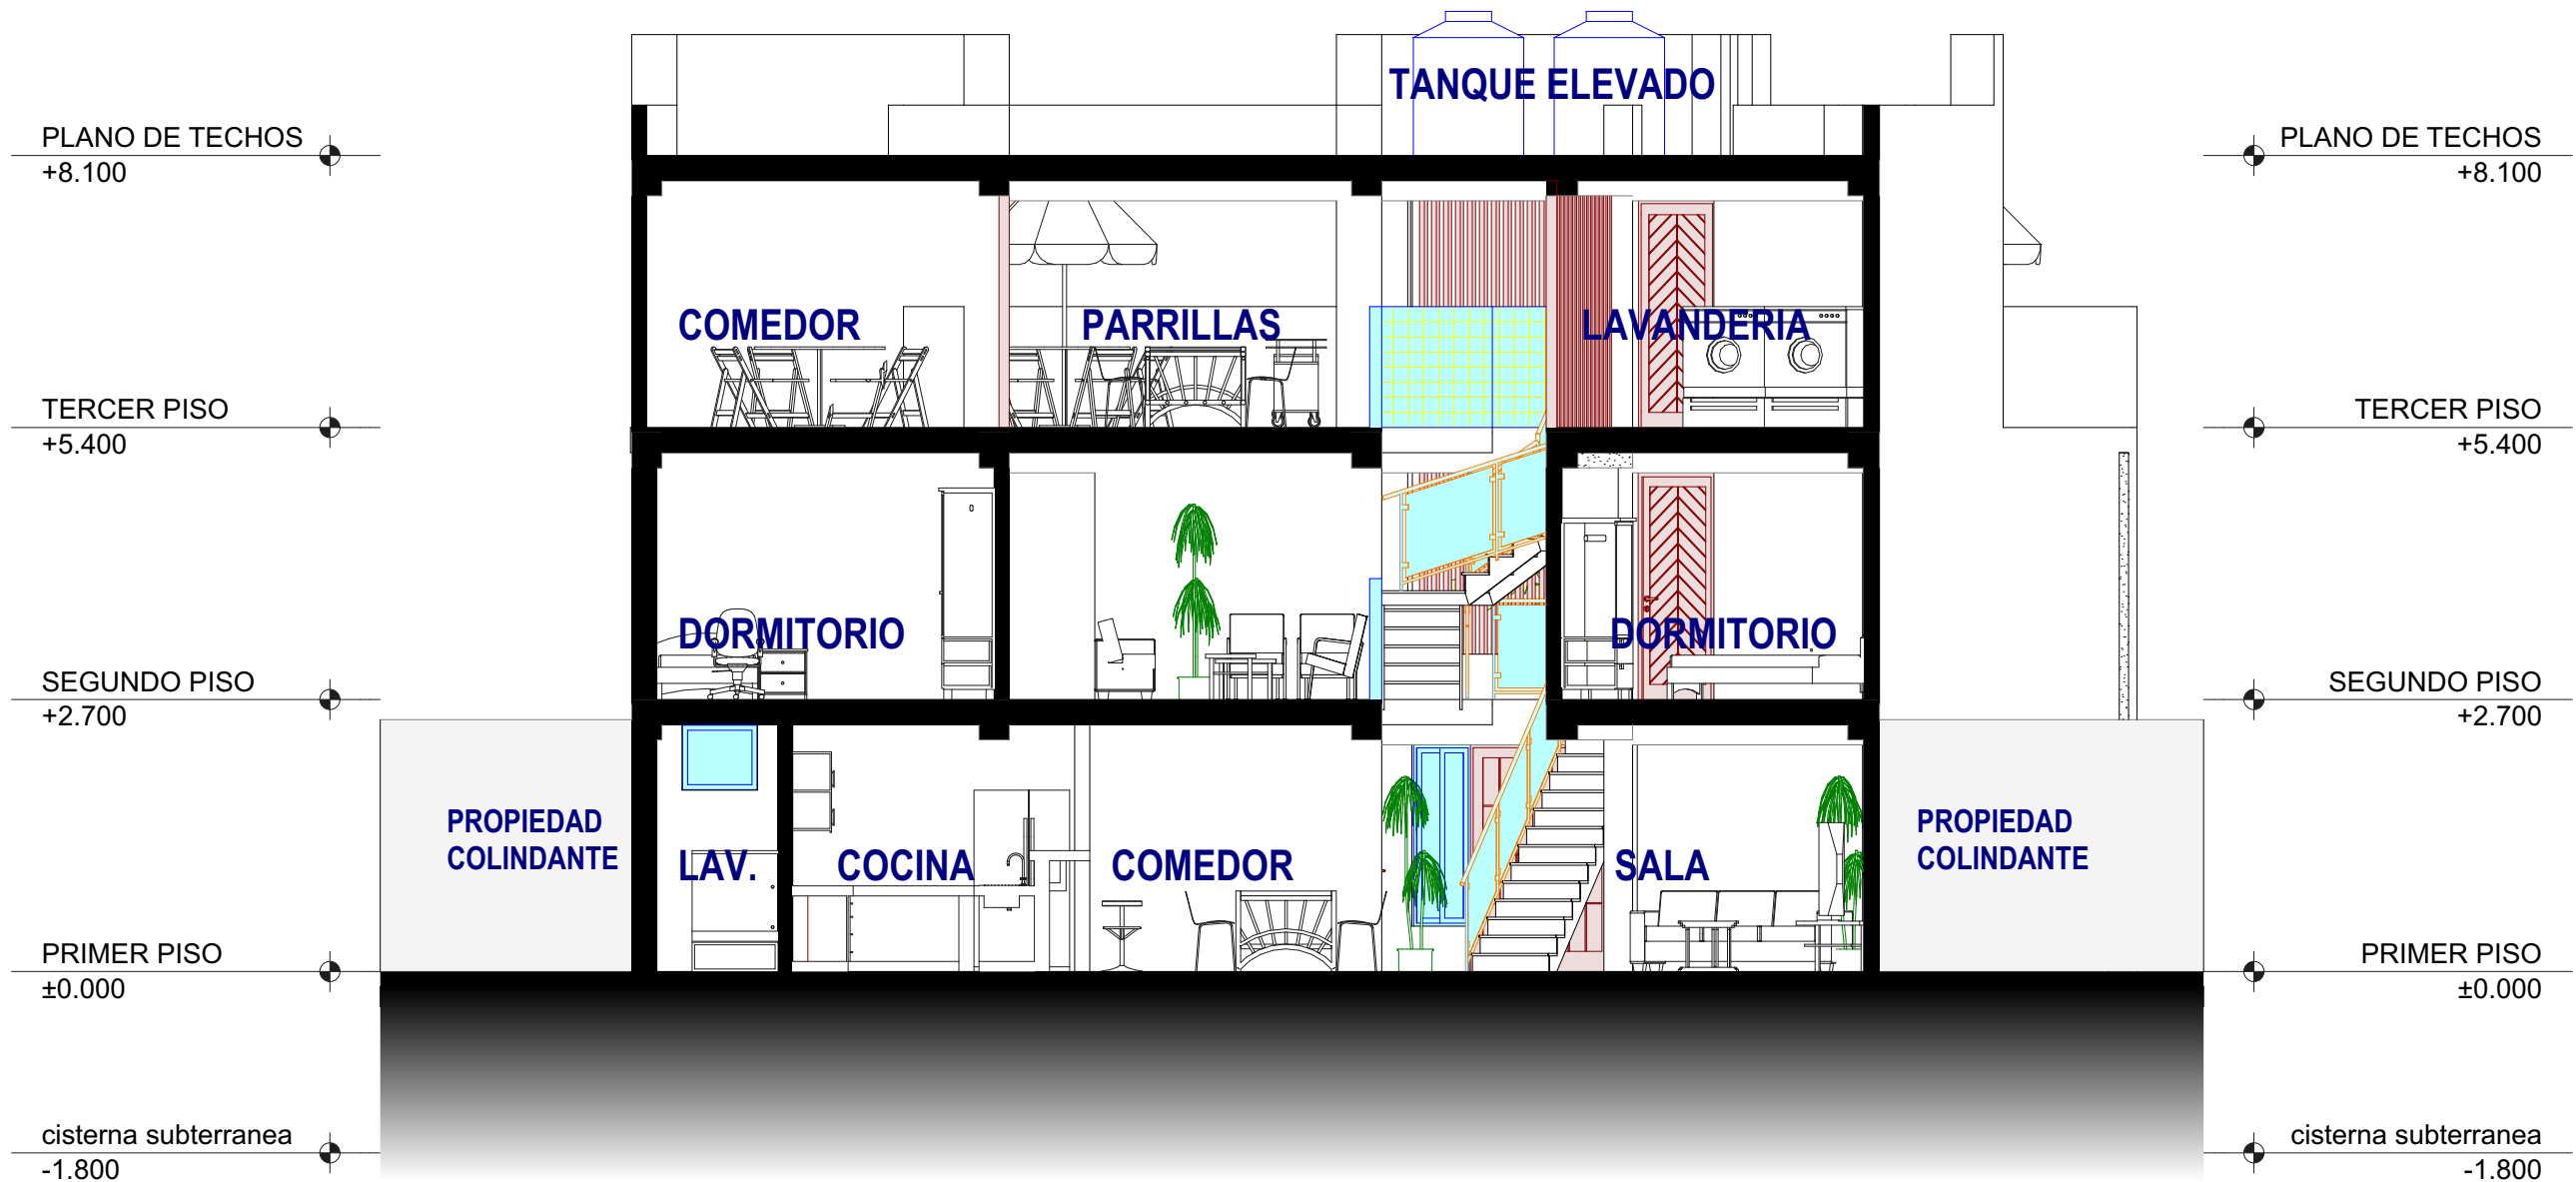 TANQUE ELEVADO
PLANO DE TECHOS
+8.100
PLANO DE TECHOS
+8.100
COMEDOR
PARRILLAS
LAVANDERIA
TERCER PISO
+5.400
TERCER PISO
+5.400
DORMITORIO
DORMITORIO
SEGUNDO PISO
+2.700
SEGUNDO PISO
+2.700
PROPIEDAD
COLINDANTE
LAV.
COCINA
COMEDOR
SALA
PROPIEDAD
COLINDANTE
PRIMER PISO
±0.000
PRIMER PISO
±0.000
cisterna subterranea
-1.800
cisterna subterranea
-1.800